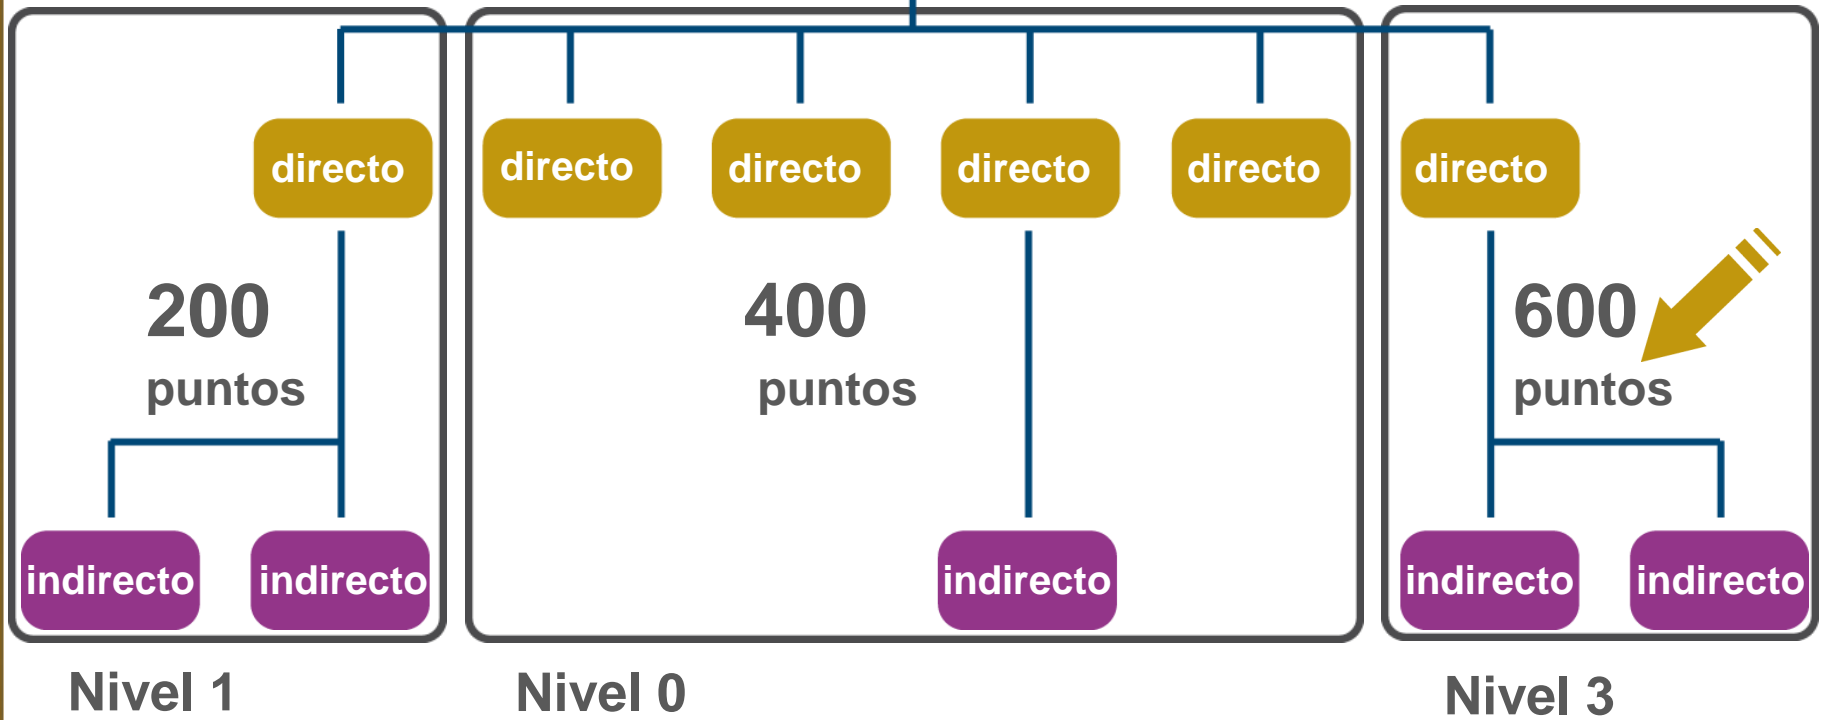 directo directo directo directo directo directo
200 400 600
puntos puntos puntos
indirecto indirecto indirecto indirecto indirecto
Nivel 1 Nivel 0 Nivel 3